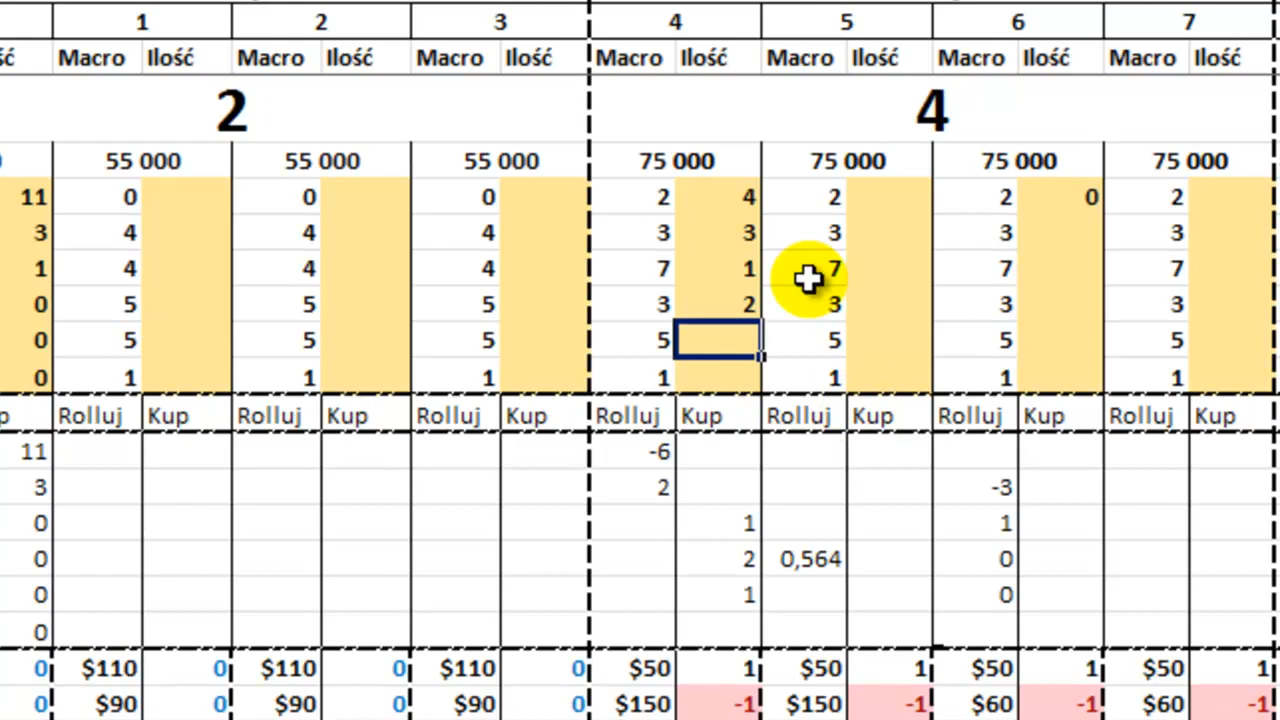 1 2 3 4 5 6 7
ść Macro Ilość Macro Ilość Macro Ilość Macro Ilość Macro Ilość Macro Ilość Macro Ilość
2 4
55 000 55 000 55 000 75 000 75 000 75 000 75 000
11 0 0 0 2 4 2 2 0 2
3 4 4 4 3 3 3 3 3
1 4 4 4 7 1 7 7 7
0 5 5 5 3 2 3 3 3
0 5 5 5 5 5 5 5
0 1 1 1 1 1 1 1
p Rolluj Kup Rolluj Kup Rolluj Kup Rolluj Kup Rolluj Kup Rolluj Kup Rolluj Kup
11 -6
3 2 -3
0 1 1
0 2 0,564 0
0 1 0
0
0 $110 0 $110 0 $110 0 $50 1 $50 1 $50 1 $50 1
0 $90 0 $90 0 $90 0 $150 -1 $150 -1 $60 -1 $60 -1